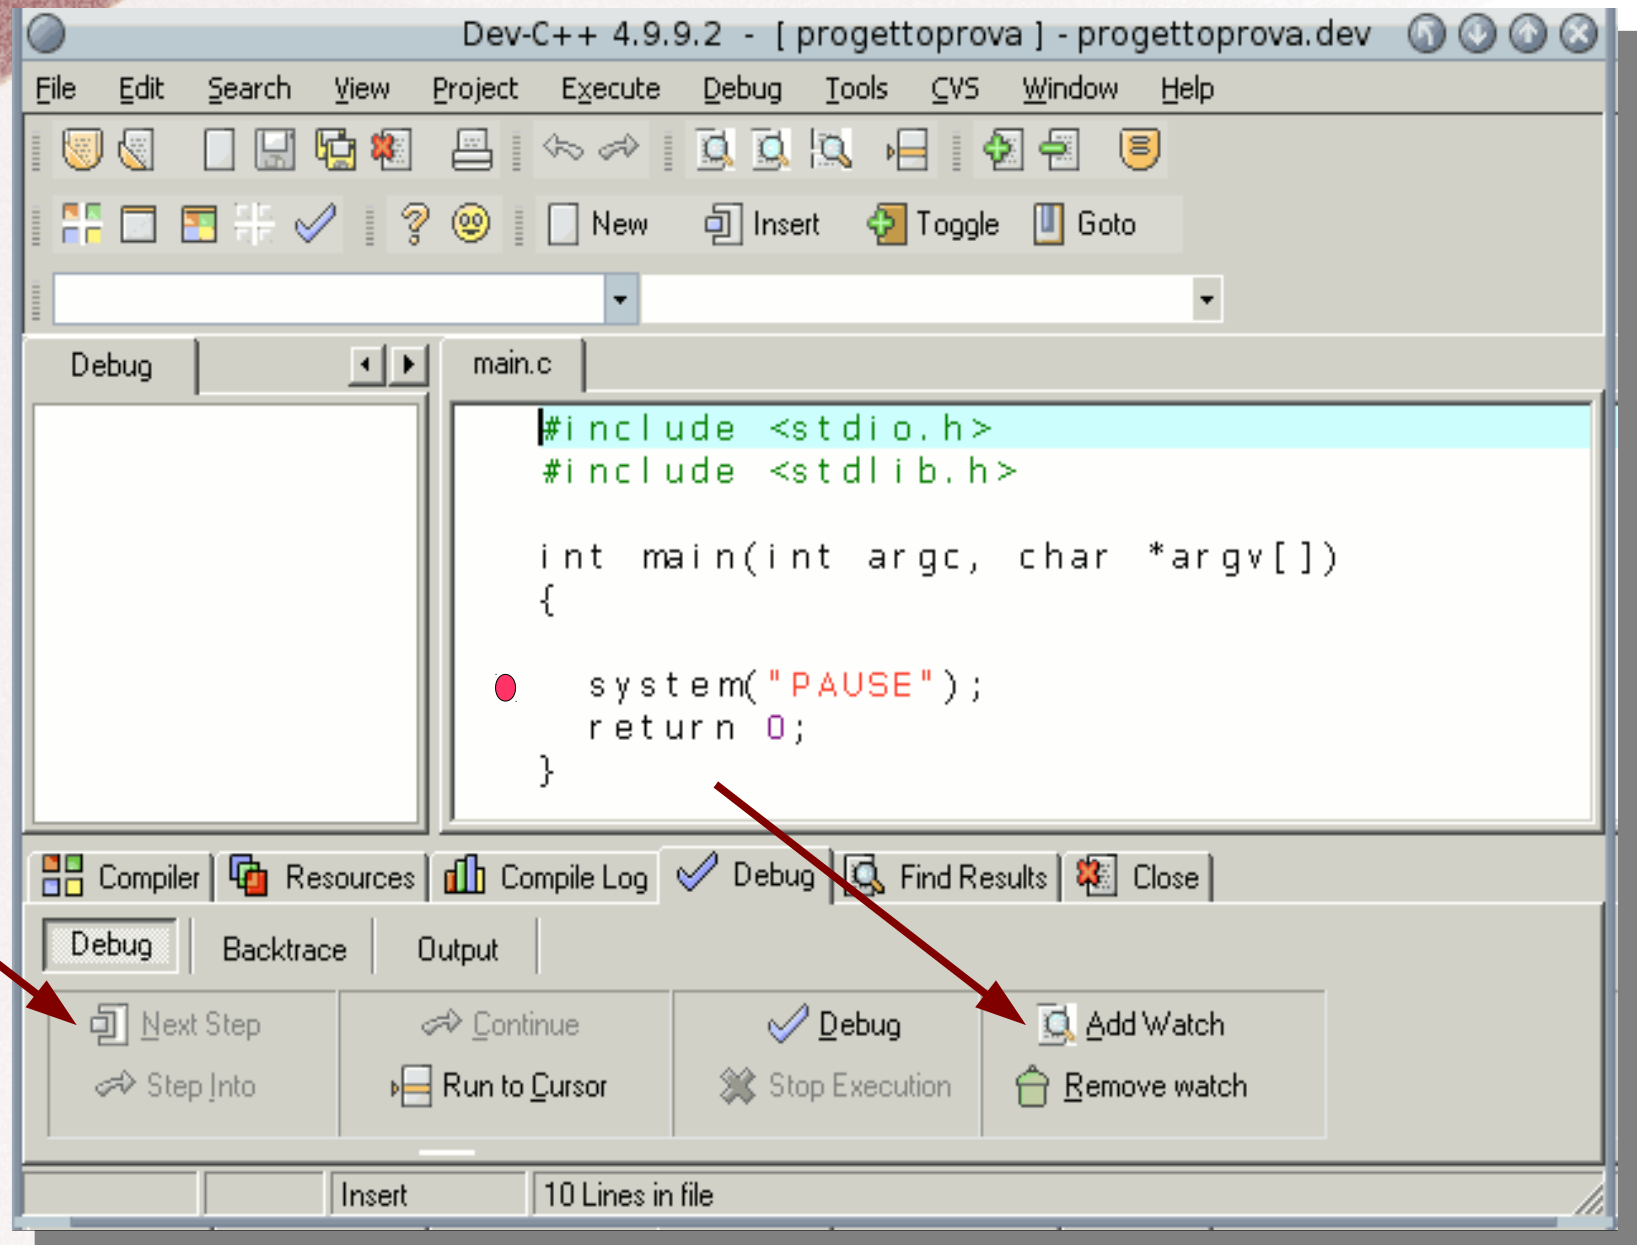 Dev-C++ 4.9.9.2 - [ progettoprova ] - progettoprova.dev
File Edit Search View Project Execute Debug Tools CVS Window Help
New Insert Toggle Goto
Debug
main.c
#include <stdio.h>
#include <stdlib.h>
int main(int argc, char *argv[])
{
system("PAUSE");
return 0;
}
Compiler Resources Compile Log Debug Find Results Close
Debug Backtrace Output
Next Step Continue Debug Add Watch
Step Into Run to Cursor Stop Execution Remove watch
Insert 10 Lines in file